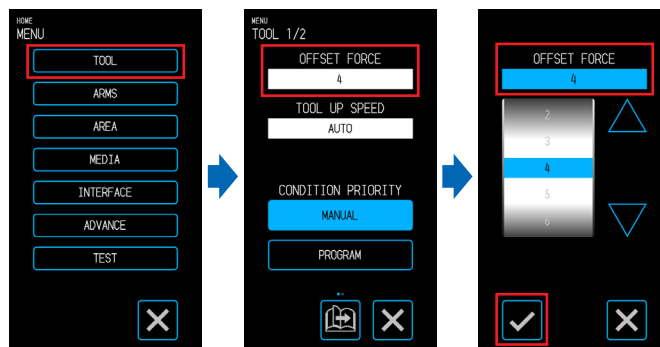 HOME
MENU
TOOL
ARMS
AREA
MEDIA
INTERFACE
ADVANCE
TEST
MENU
TOOL 1/2
OFFSET FORCE
4
TOOL UP SPEED
AUTO
CONDITION PRIORITY
MANUAL
PROGRAM
OFFSET FORCE
4
2
3
4
5
6